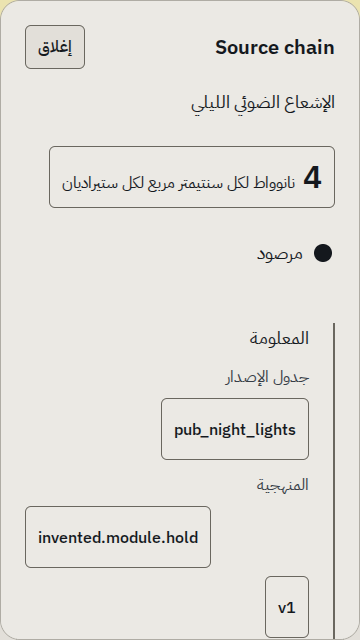 Source chain
إغلاق
الإشعاع الضوئي الليلي
4 نانوواط لكل سنتيمتر مربع لكل ستيراديان
مرصود
المعلومة
جدول الإصدار
pub_night_lights
المنهجية
invented.module.hold
v1